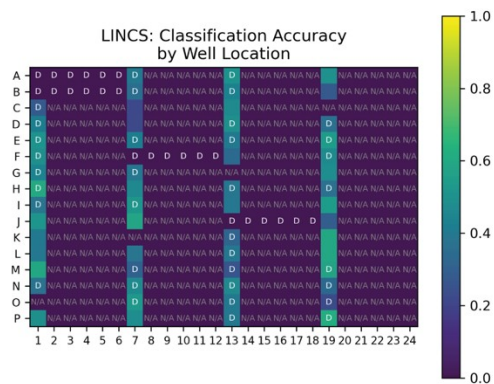 LINCS: Classification Accuracy
by Well Location
A D D D D D D D N/A N/A N/A N/A N/A D N/A N/A N/A N/A N/A N/A N/A N/A N/A N/A
B D D D D D D D N/A N/A N/A N/A N/A D N/A N/A N/A N/A N/A N/A N/A N/A N/A N/A
C D N/A N/A N/A N/A N/A N/A N/A N/A N/A N/A N/A N/A N/A N/A N/A N/A N/A N/A N/A N/A
D D N/A N/A N/A N/A N/A N/A N/A N/A N/A N/A N/A N/A N/A N/A N/A D N/A N/A N/A N/A N/A
E D N/A N/A N/A N/A N/A D N/A N/A N/A N/A N/A D N/A N/A N/A N/A N/A D N/A N/A N/A N/A N/A
F D N/A N/A N/A N/A N/A D D D D D D N/A N/A N/A N/A N/A D N/A N/A N/A N/A N/A
G D N/A N/A N/A N/A N/A D N/A N/A N/A N/A N/A N/A N/A N/A N/A N/A N/A N/A N/A N/A N/A N/A
H D N/A N/A N/A N/A N/A N/A N/A N/A N/A N/A D N/A N/A N/A N/A N/A D N/A N/A N/A N/A N/A
I D N/A N/A N/A N/A N/A D N/A N/A N/A N/A N/A N/A N/A N/A N/A N/A N/A N/A N/A N/A N/A
J N/A N/A N/A N/A N/A N/A N/A N/A N/A N/A D D D D D D N/A N/A N/A N/A N/A
K N/A N/A N/A N/A N/A N/A N/A N/A N/A N/A N/A D N/A N/A N/A N/A N/A N/A N/A N/A N/A N/A
L N/A N/A N/A N/A N/A N/A N/A N/A N/A N/A D N/A N/A N/A N/A N/A N/A N/A N/A N/A N/A
M N/A N/A N/A N/A N/A D N/A N/A N/A N/A N/A D N/A N/A N/A N/A N/A D N/A N/A N/A N/A N/A
N D N/A N/A N/A N/A N/A D N/A N/A N/A N/A N/A D N/A N/A N/A N/A N/A D N/A N/A N/A N/A N/A
O N/A N/A N/A N/A N/A N/A D N/A N/A N/A N/A N/A D N/A N/A N/A N/A N/A D N/A N/A N/A N/A N/A
P N/A N/A N/A N/A N/A N/A N/A N/A N/A N/A D N/A N/A N/A N/A N/A D N/A N/A N/A N/A N/A
1 2 3 4 5 6 7 8 9 10 11 12 13 14 15 16 17 18 19 20 21 22 23 24
1.0
0.8
0.6
0.4
0.2
0.0